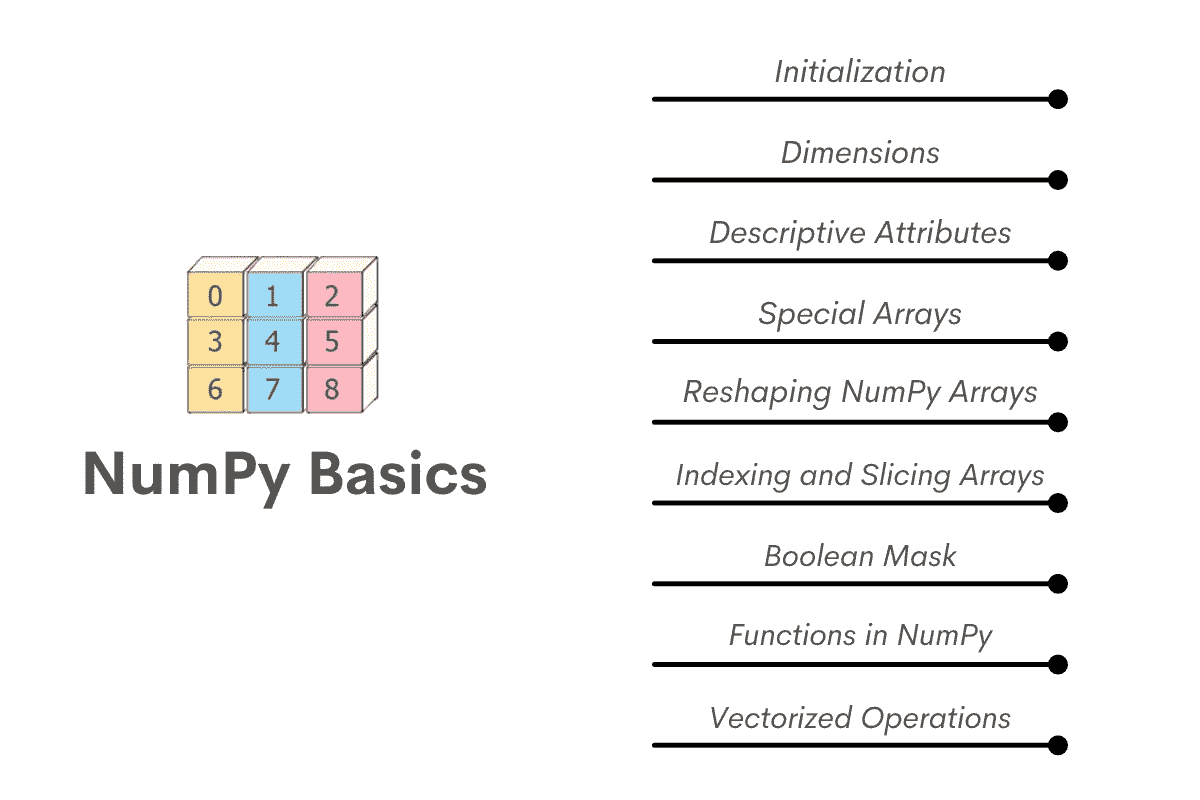 0 1 2
3 4 5
6 7 8
NumPy Basics
Initialization
Dimensions
Descriptive Attributes
Special Arrays
Reshaping NumPy Arrays
Indexing and Slicing Arrays
Boolean Mask
Functions in NumPy
Vectorized Operations